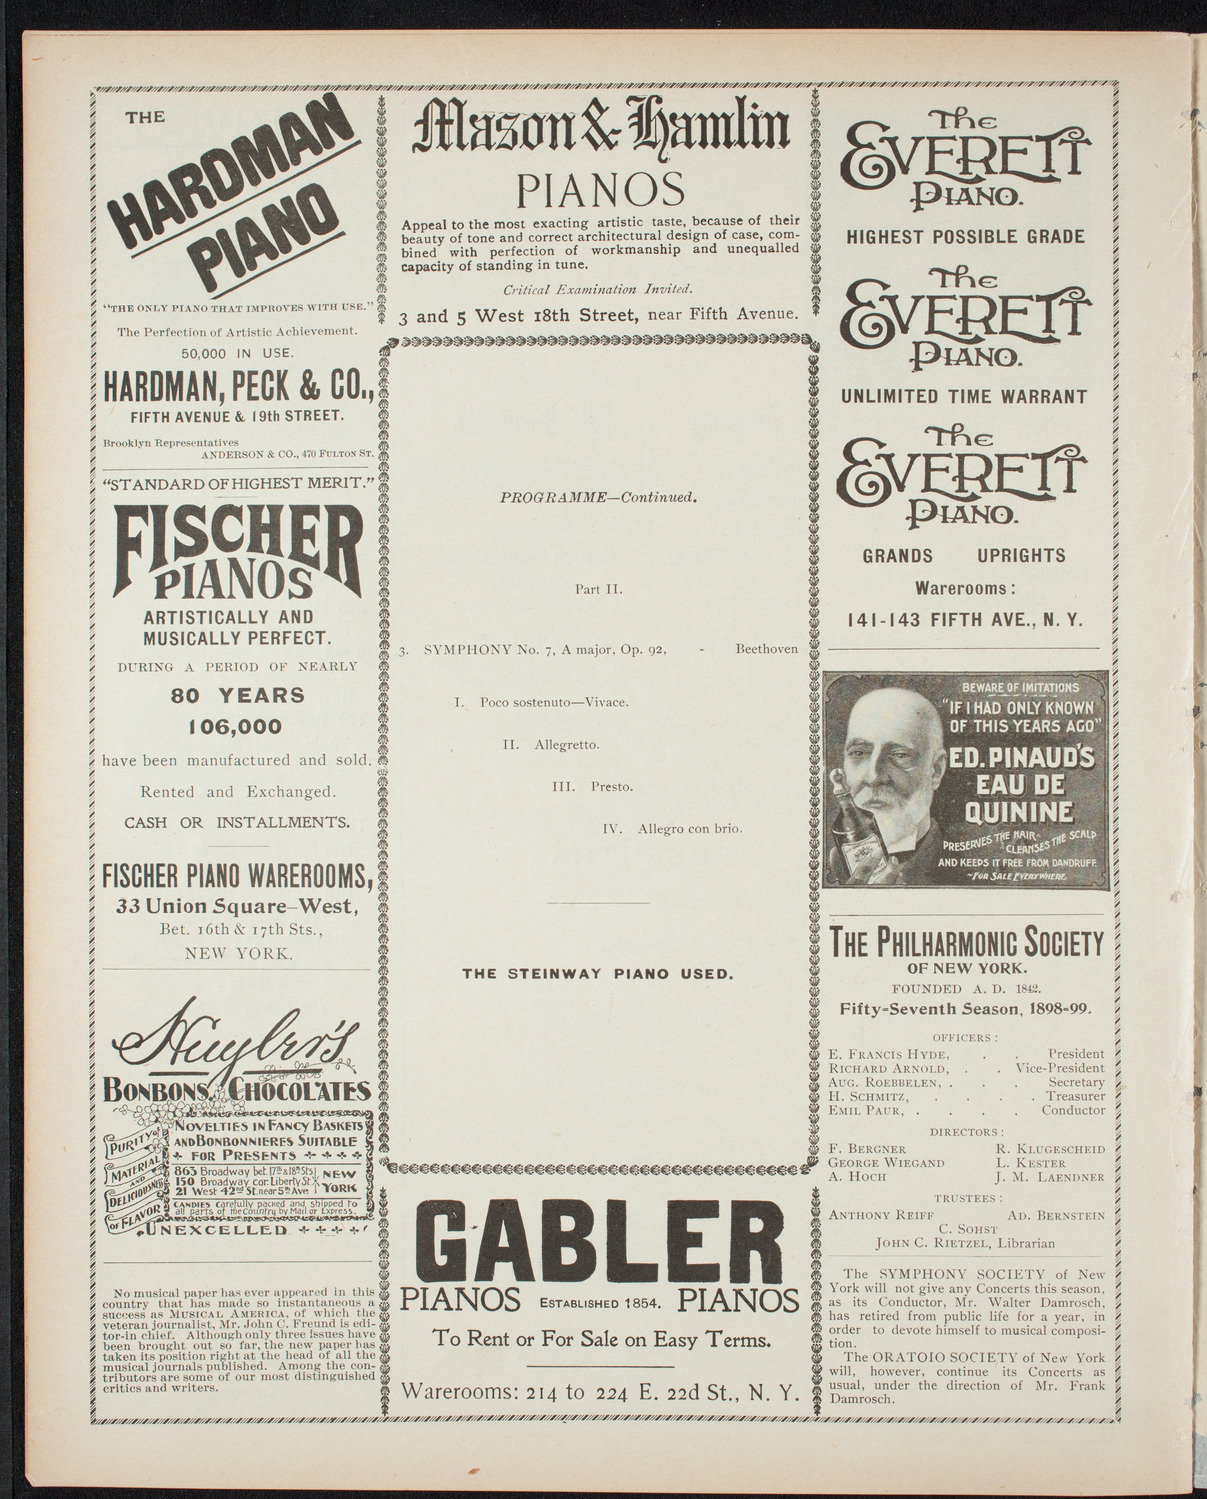 THE
HARDMAN
PIANO
"THE ONLY PIANO THAT IMPROVES WITH USE."
The Perfection of Artistic Achievement.
50,000 IN USE.
HARDMAN, PECK & CO.,
FIFTH AVENUE & 19th STREET.
Brooklyn Representatives
ANDERSON & CO., 470 FULTON ST.
"STANDARD OF HIGHEST MERIT."
FISCHER
PIANOS
ARTISTICALLY AND
MUSICALLY PERFECT.
DURING A PERIOD OF NEARLY
80 YEARS
106,000
have been manufactured and sold.
Rented and Exchanged.
CASH OR INSTALLMENTS.
FISCHER PIANO WAREROOMS,
33 Union Square-West,
Bet. 16th & 17th Sts.,
NEW YORK.
Huyler's
BONBONS, CHOCOLATES
NOVELTIES IN FANCY BASKETS
AND BONBONNIERES SUITABLE
FOR PRESENTS
PURITY OF
MATERIAL
AND
DELICIOUSNESS
OF FLAVOR
863 Broadway bet. 17th & 18th Sts.
150 Broadway cor. Liberty St.
21 West 42nd St. near 5th Ave
NEW
YORK
CANDIES carefully packed and shipped to
all parts of the Country by Mail or Express.
UNEXCELLED
No musical paper has ever appeared in this
country that has made so instantaneous a
success as MUSICAL AMERICA, of which the
veteran journalist, Mr. John C. Freund is edi-
tor-in chief. Although only three issues have
been brought out so far, the new paper has
taken its position right at the head of all the
musical journals published. Among the con-
tributors are some of our most distinguished
critics and writers.
Mason & Hamlin
PIANOS
Appeal to the most exacting artistic taste, because of their
beauty of tone and correct architectural design of case, com-
bined with perfection of workmanship and unequalled
capacity of standing in tune.
Critical Examination Invited.
3 and 5 West 18th Street, near Fifth Avenue.
PROGRAMME—Continued.
Part II.
3. SYMPHONY No. 7, A major, Op. 92, - Beethoven
I. Poco sostenuto—Vivace.
II. Allegretto.
III. Presto.
IV. Allegro con brio.
THE STEINWAY PIANO USED.
GABLER
PIANOS ESTABLISHED 1854. PIANOS
To Rent or For Sale on Easy Terms.
Warerooms: 214 to 224 E. 22d St., N. Y.
The
EVERETT
PIANO.
HIGHEST POSSIBLE GRADE
The
EVERETT
PIANO.
UNLIMITED TIME WARRANT
The
EVERETT
PIANO.
GRANDS UPRIGHTS
Warerooms:
141-143 FIFTH AVE., N. Y.
BEWARE OF IMITATIONS
"IF I HAD ONLY KNOWN
OF THIS YEARS AGO"
ED. PINAUD'S
EAU DE
QUININE
PRESERVES THE HAIR,
CLEANSES THE SCALP
AND KEEPS IT FREE FROM DANDRUFF.
~FOR SALE EVERYWHERE.
THE PHILHARMONIC SOCIETY
OF NEW YORK.
FOUNDED A. D. 1842.
Fifty-Seventh Season, 1898-99.
OFFICERS:
E. FRANCIS HYDE, . . President
RICHARD ARNOLD, . . Vice-President
AUG. ROEBBELEN, . . . Secretary
H. SCHMITZ, . . . . Treasurer
EMIL PAUR, . . . . Conductor
DIRECTORS:
F. BERGNER R. KLUGESCHEID
GEORGE WIEGAND L. KESTER
A. HOCH J. M. LAENDNER
TRUSTEES:
ANTHONY REIFF AD. BERNSTEIN
C. SOHST
JOHN C. RIETZEL, Librarian
The SYMPHONY SOCIETY of New
York will not give any Concerts this season,
as its Conductor, Mr. Walter Damrosch,
has retired from public life for a year, in
order to devote himself to musical composi-
tion.
The ORATOIO SOCIETY of New York
will, however, continue its Concerts as
usual, under the direction of Mr. Frank
Damrosch.